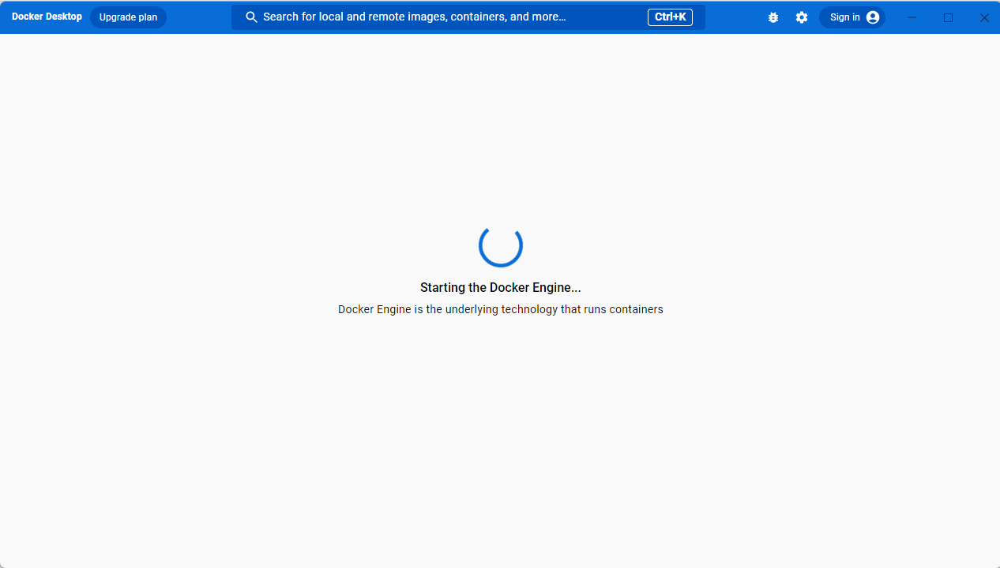 Docker Desktop Upgrade plan Search for local and remote images, containers, and more... Ctrl+K Sign in
Starting the Docker Engine...
Docker Engine is the underlying technology that runs containers